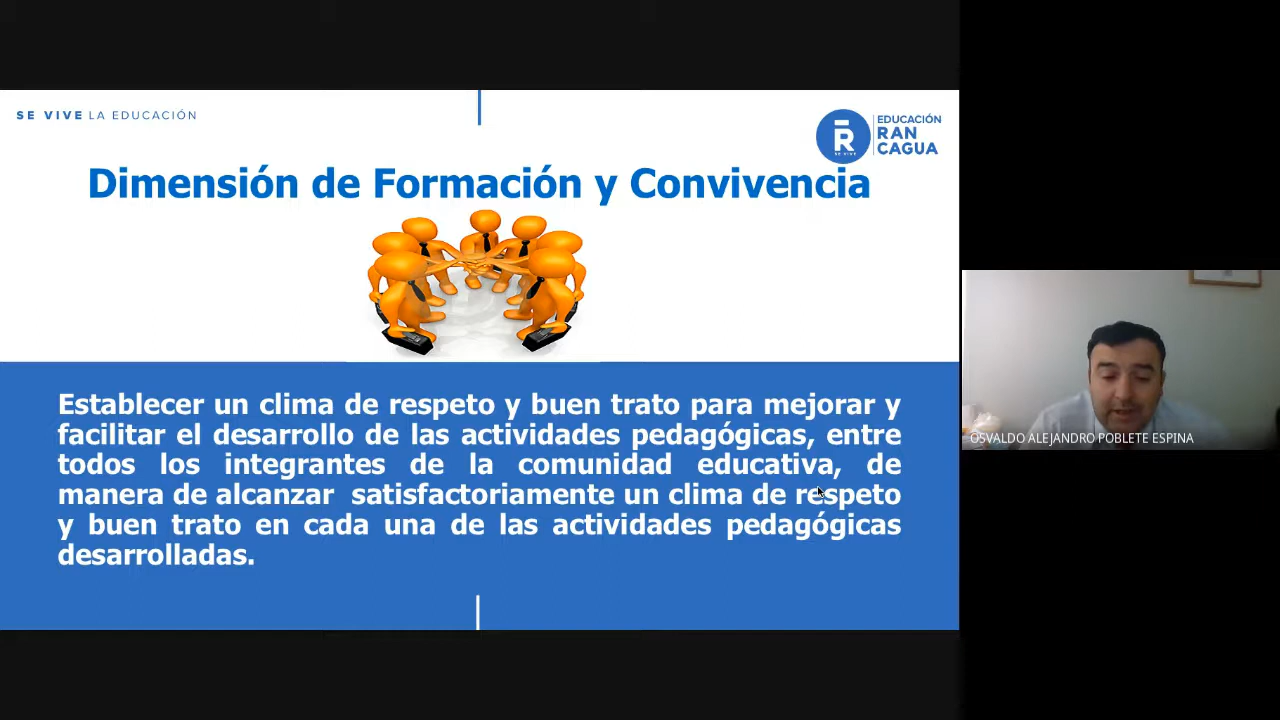 SE VIVE LA EDUCACIÓN
EDUCACIÓN
RAN
CAGUA
R
SE VIVE
Dimensión de Formación y Convivencia
Establecer un clima de respeto y buen trato para mejorar y
facilitar el desarrollo de las actividades pedagógicas, entre
todos los integrantes de la comunidad educativa, de
manera de alcanzar  satisfactoriamente un clima de respeto
y buen trato en cada una de las actividades pedagógicas
desarrolladas.
OSVALDO ALEJANDRO POBLETE ESPINA